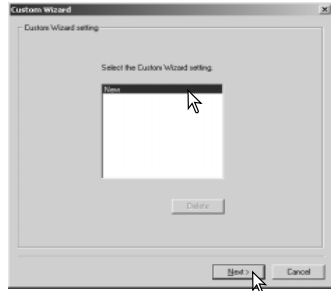 Custom Wizard
Custom Wizard setting
Select the Custom Wizard setting.
New
Delete
Next >
Cancel